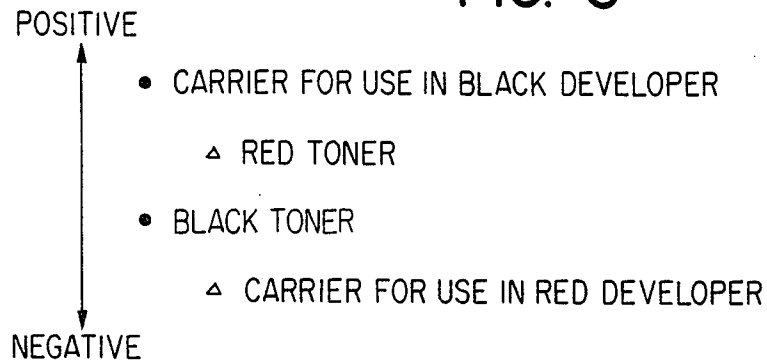 POSITIVE
• CARRIER FOR USE IN BLACK DEVELOPER
△ RED TONER
• BLACK TONER
△ CARRIER FOR USE IN RED DEVELOPER
NEGATIVE